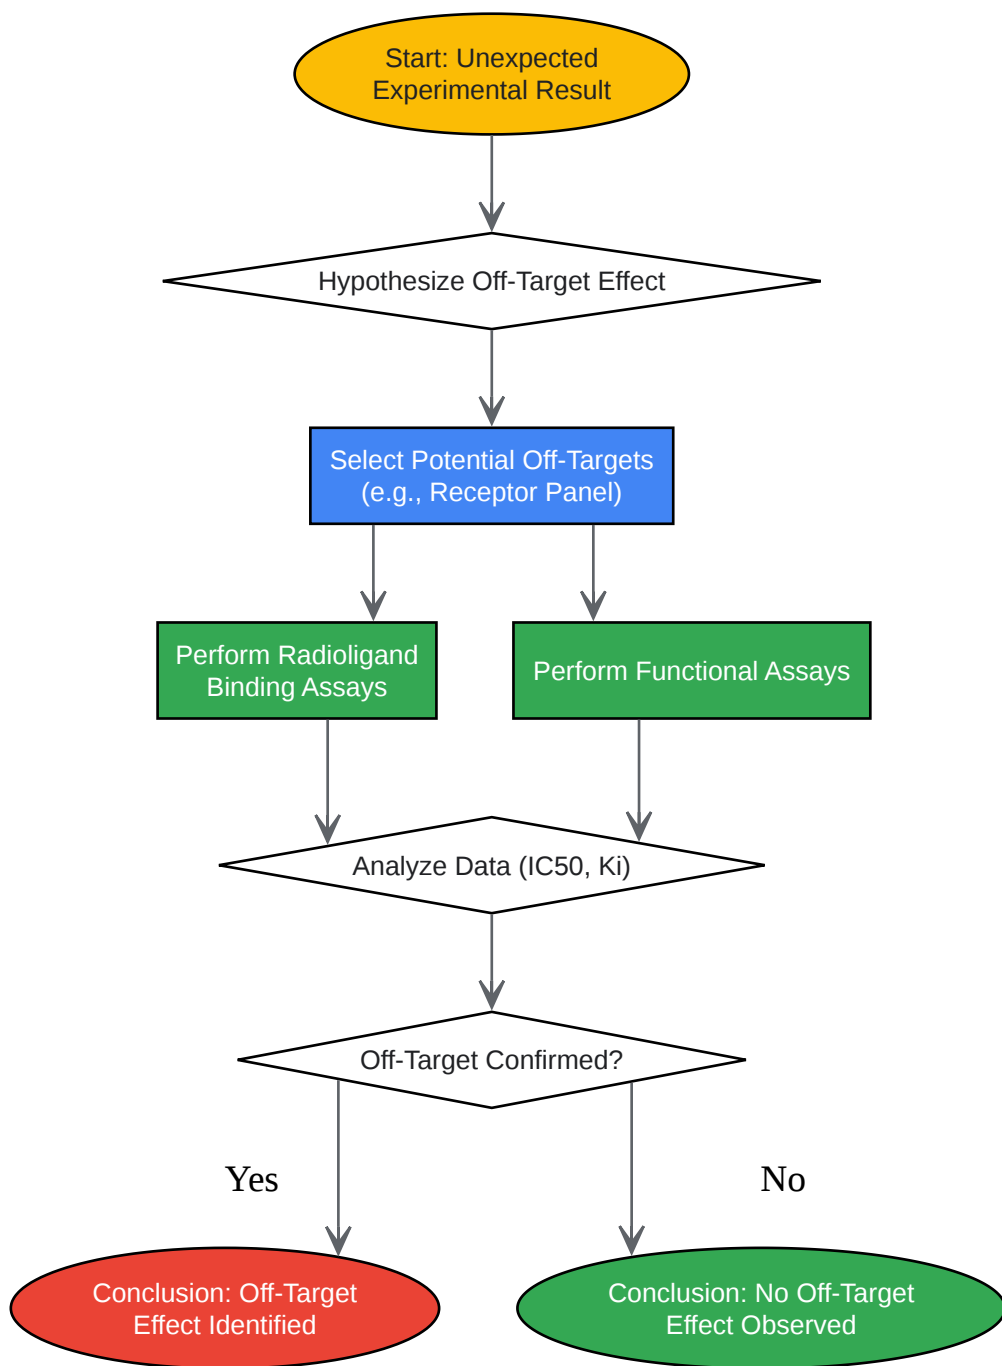 Start: Unexpected
Experimental Result
Hypothesize Off-Target Effect
Select Potential Off-Targets
(e.g., Receptor Panel)
Perform Radioligand
Binding Assays
Perform Functional Assays
Analyze Data (IC50, Ki)
Off-Target Confirmed?
Yes
No
Conclusion: Off-Target
Effect Identified
Conclusion: No Off-Target
Effect Observed